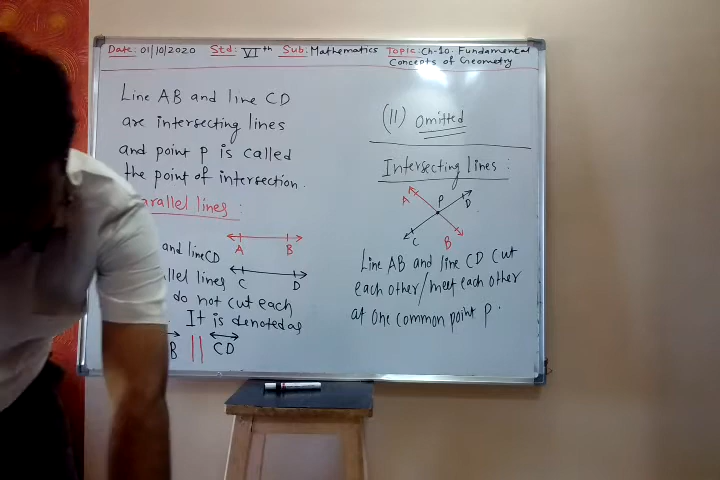 Date: 01/10/2020 Std: VIth Sub: Mathematics Topic: Ch-10. Fundamental
Concepts of Geometry
Line AB and line CD
are intersecting lines
and point P is called
the point of intersection.
arallel lines :
A B
and line CD
C D
llel lines
do not cut each
It is denoted as
B || CD
(11) Omitted
Intersecting lines :
A P D
C B
Line AB and line CD cut
each other/meet each other
at one common point P.